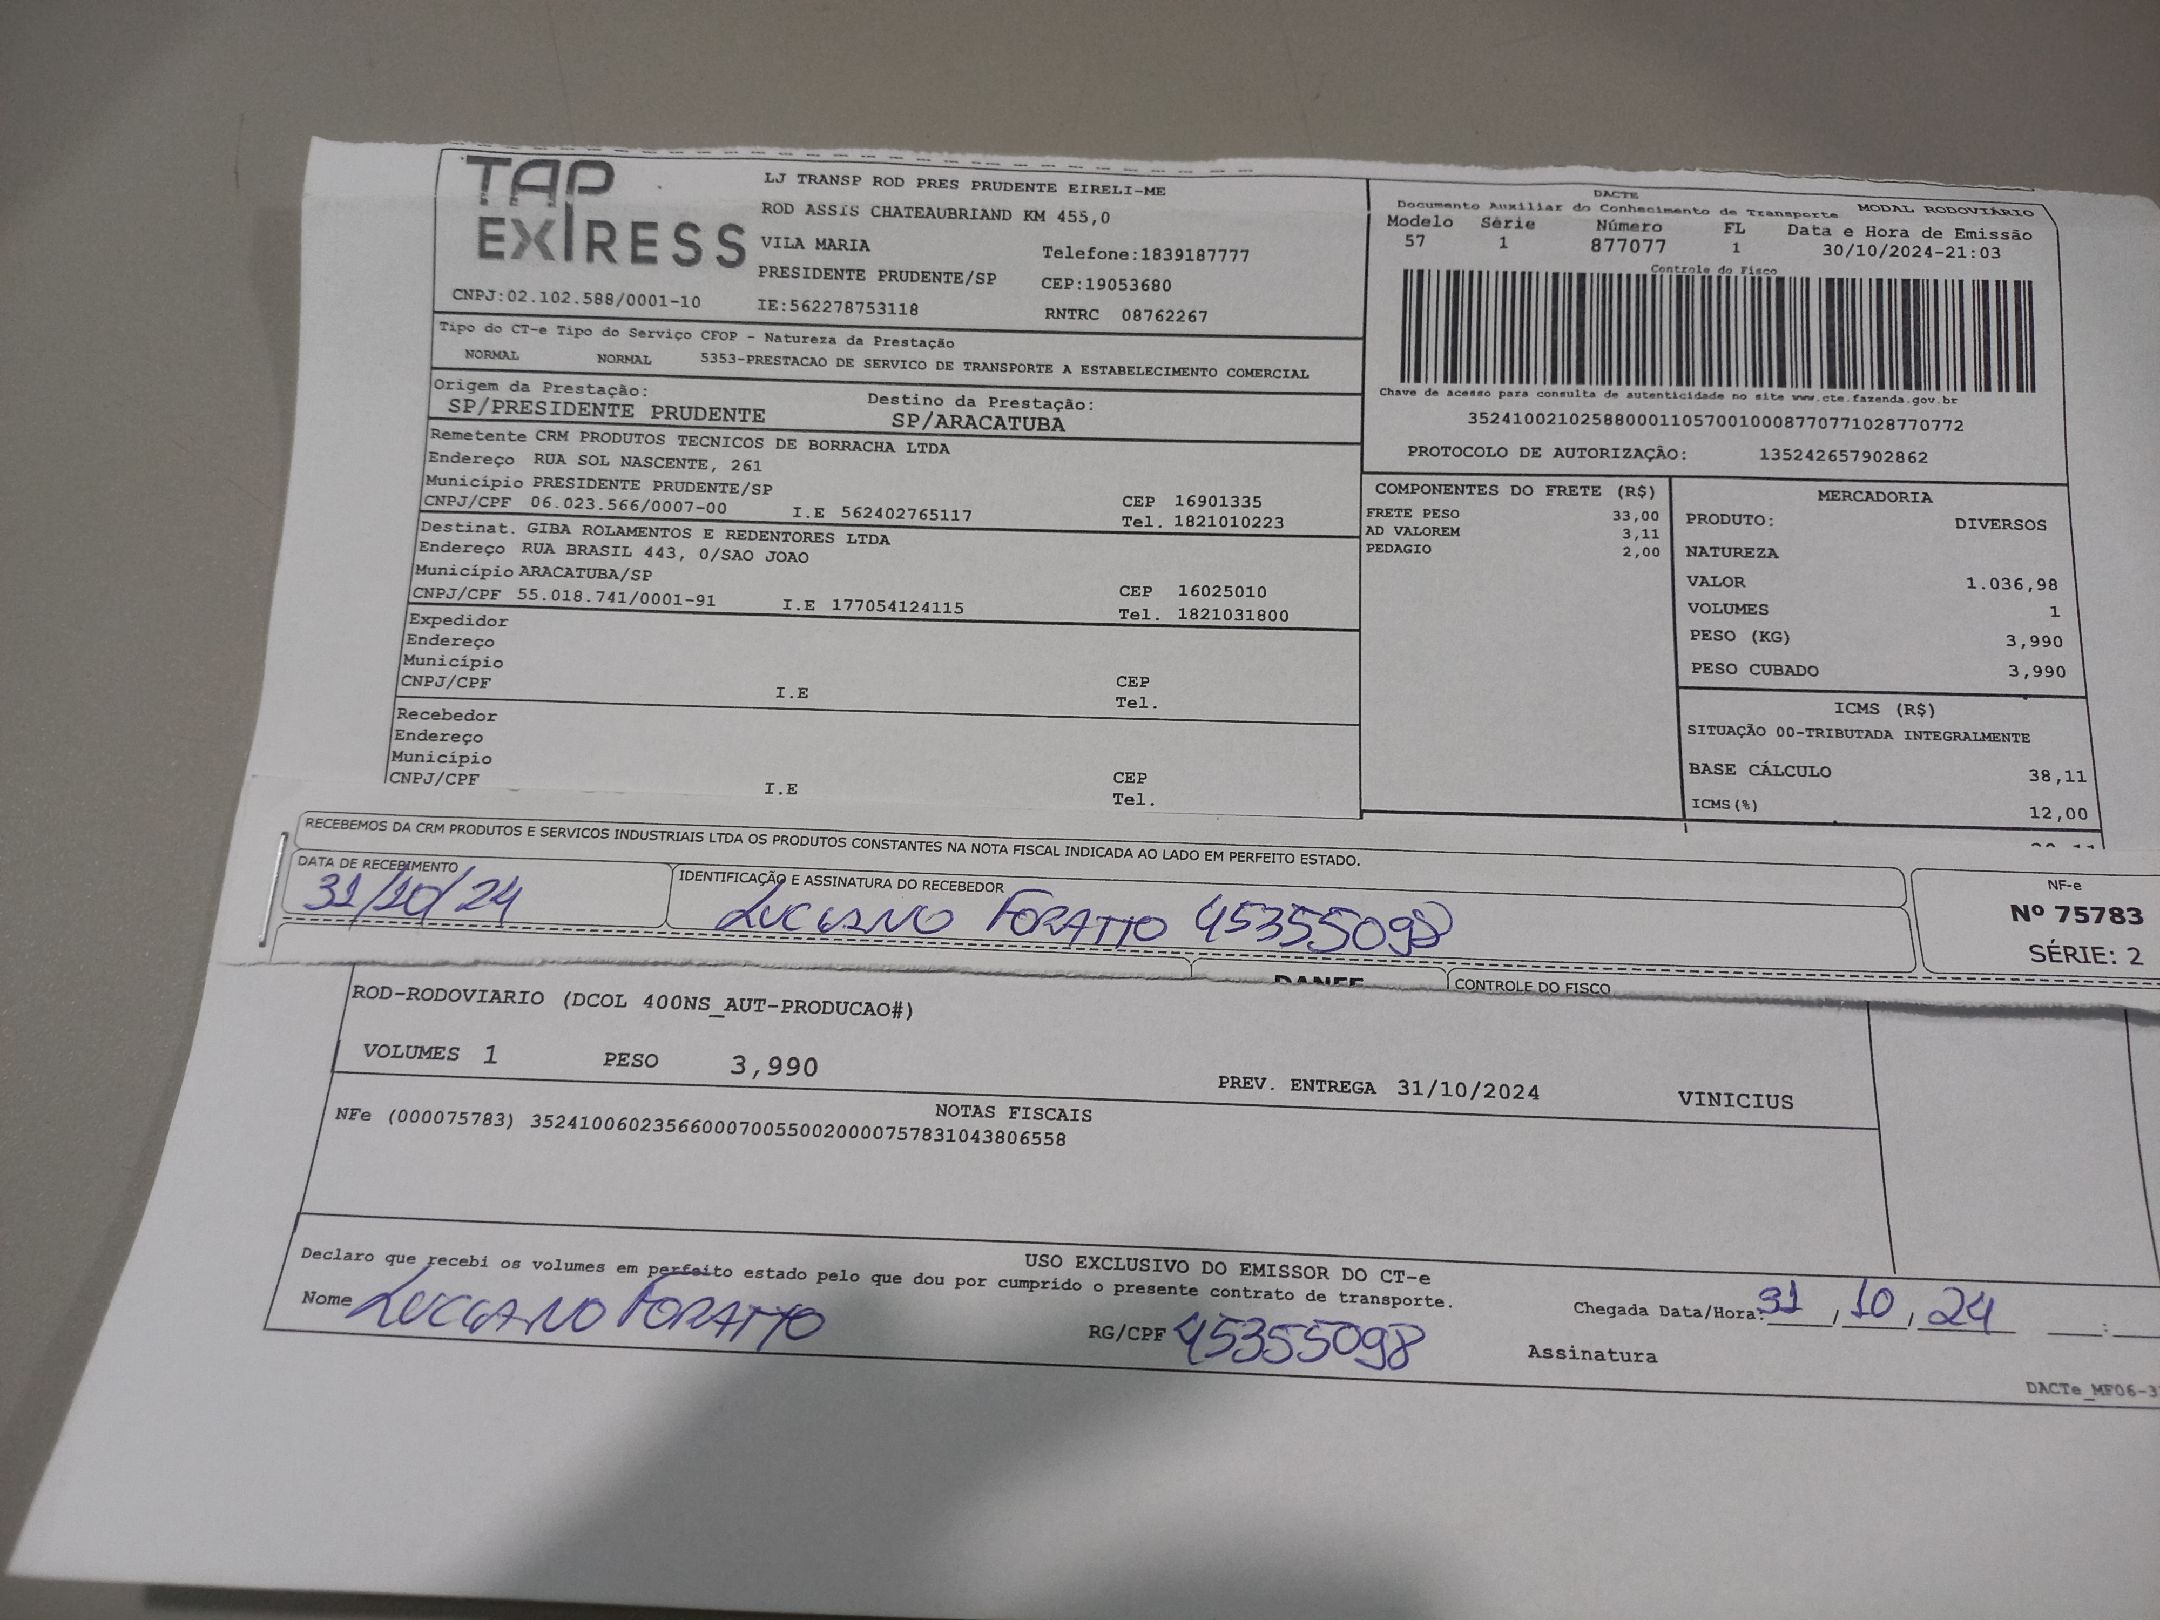 TAP
EXPRESS
LJ TRANSP ROD PRES PRUDENTE EIRELI-ME
ROD ASSIS CHATEAUBRIAND KM 455,0
VILA MARIA Telefone:1839187777
PRESIDENTE PRUDENTE/SP CEP:19053680
CNPJ:02.102.588/0001-10 IE:562278753118 RNTRC 08762267
DACTE
Documento Auxiliar do Conhecimento de Transporte MODAL RODOVIÁRIO
Modelo Série Número FL Data e Hora de Emissão
57 1 877077 1 30/10/2024-21:03
Controle do Fisco
Chave de acesso para consulta de autenticidade no site www.cte.fazenda.gov.br
35241002102588000110570010008770771028770772
PROTOCOLO DE AUTORIZAÇÃO: 135242657902862
Tipo do CT-e Tipo do Serviço CFOP - Natureza da Prestação
NORMAL NORMAL 5353-PRESTACAO DE SERVICO DE TRANSPORTE A ESTABELECIMENTO COMERCIAL
Origem da Prestação: Destino da Prestação:
SP/PRESIDENTE PRUDENTE SP/ARACATUBA
Remetente CRM PRODUTOS TECNICOS DE BORRACHA LTDA
Endereço RUA SOL NASCENTE, 261
Município PRESIDENTE PRUDENTE/SP CEP 16901335
CNPJ/CPF 06.023.566/0007-00 I.E 562402765117 Tel. 1821010223
Destinat. GIBA ROLAMENTOS E REDENTORES LTDA
Endereço RUA BRASIL 443, 0/SAO JOAO
Município ARACATUBA/SP CEP 16025010
CNPJ/CPF 55.018.741/0001-91 I.E 177054124115 Tel. 1821031800
Expedidor
Endereço
Município CEP
CNPJ/CPF I.E Tel.
Recebedor
Endereço
Município CEP
CNPJ/CPF I.E Tel.
COMPONENTES DO FRETE (R$)
FRETE PESO 33,00
AD VALOREM 3,11
PEDAGIO 2,00
MERCADORIA
PRODUTO: DIVERSOS
NATUREZA
VALOR 1.036,98
VOLUMES 1
PESO (KG) 3,990
PESO CUBADO 3,990
ICMS (R$)
SITUAÇÃO 00-TRIBUTADA INTEGRALMENTE
BASE CÁLCULO 38,11
ICMS(%) 12,00
RECEBEMOS DA CRM PRODUTOS E SERVICOS INDUSTRIAIS LTDA OS PRODUTOS CONSTANTES NA NOTA FISCAL INDICADA AO LADO EM PERFEITO ESTADO.
DATA DE RECEBIMENTO IDENTIFICAÇÃO E ASSINATURA DO RECEBEDOR
31/10/24 LUCIANO FORATTO 45355098
NF-e
Nº 75783
SÉRIE: 2
DANFE CONTROLE DO FISCO
ROD-RODOVIARIO (DCOL 400NS_AUT-PRODUCAO#)
VOLUMES 1 PESO 3,990 PREV. ENTREGA 31/10/2024 VINICIUS
NOTAS FISCAIS
NFe (000075783) 35241006023566000700550020000757831043806558
USO EXCLUSIVO DO EMISSOR DO CT-e
Declaro que recebi os volumes em perfeito estado pelo que dou por cumprido o presente contrato de transporte.
Nome LUCIANO FORATTO RG/CPF 45355098 Chegada Data/Hora: 31/10/24 __:__
Assinatura